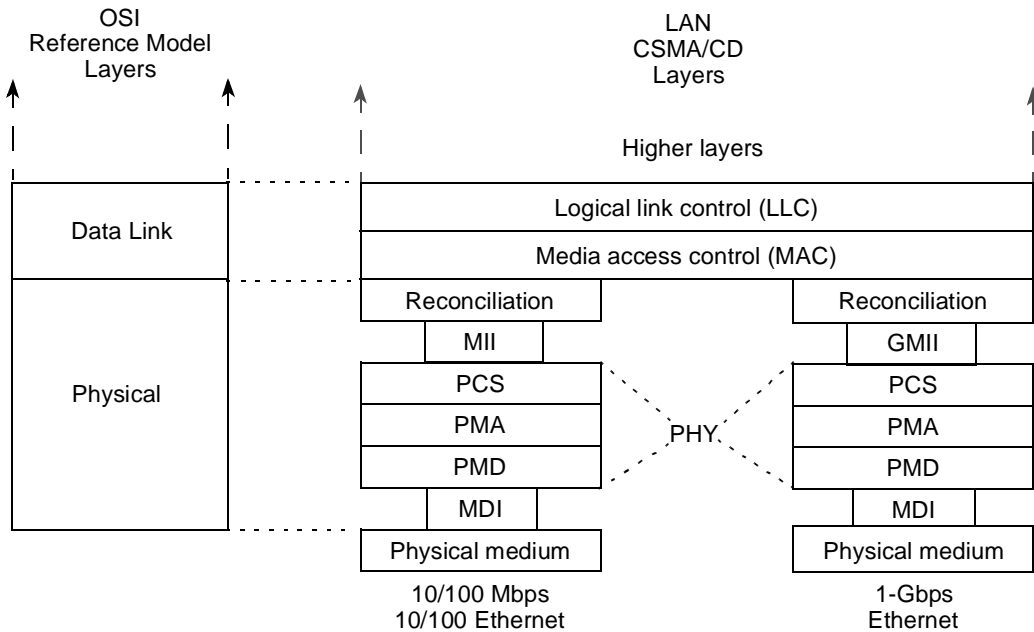 OSI
Reference Model
Layers
LAN
CSMA/CD
Layers
Higher layers
Data Link
Logical link control (LLC)
Media access control (MAC)
Physical
Reconciliation
MII
PCS
PMA
PMD
MDI
Physical medium
10/100 Mbps
10/100 Ethernet
PHY
Reconciliation
GMII
PCS
PMA
PMD
MDI
Physical medium
1-Gbps
Ethernet